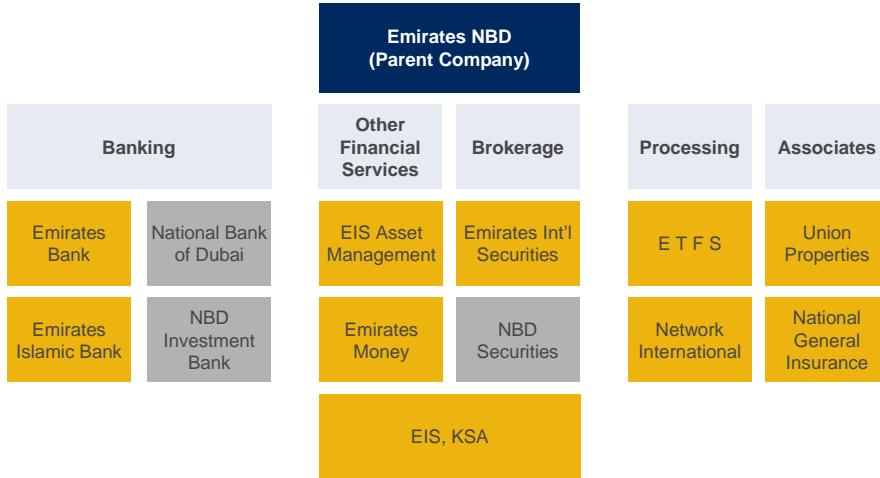 Emirates NBD
(Parent Company)
Banking
Other
Financial
Services
Brokerage
Processing
Associates
Emirates
Bank
National Bank
of Dubai
EIS Asset
Management
Emirates Int'l
Securities
E T F S
Union
Properties
Emirates
Islamic Bank
NBD
Investment
Bank
Emirates
Money
NBD
Securities
Network
International
National
General
Insurance
EIS, KSA